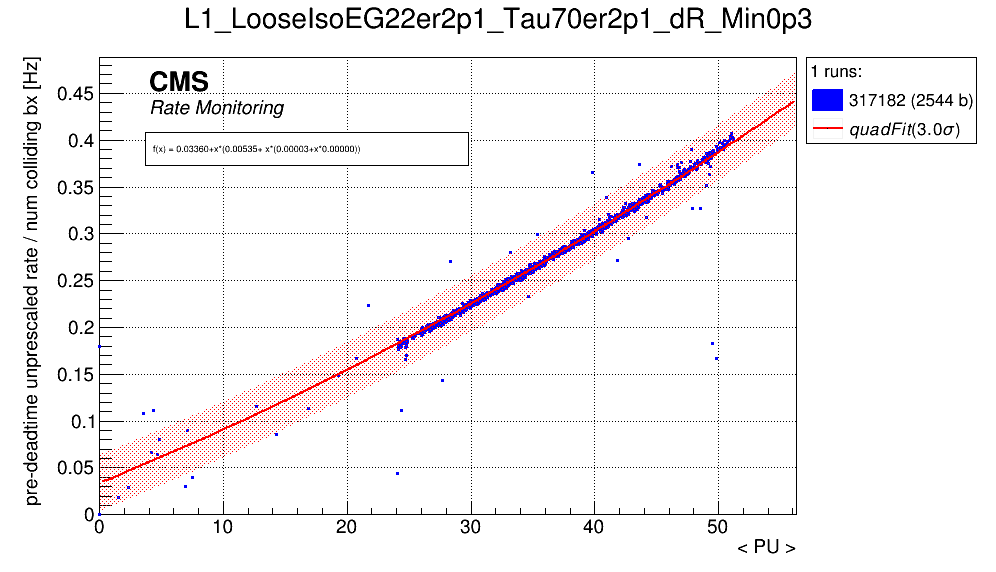 L1_LooseIsoEG22er2p1_Tau70er2p1_dR_Min0p3
pre-deadtime unprescaled rate / num colliding bx [Hz]
CMS
Rate Monitoring
f(x) = 0.03360+x*(0.00535+ x*(0.00003+x*0.00000))
1 runs:
317182 (2544 b)
quadFit(3.0σ)
0.45
0.4
0.35
0.3
0.25
0.2
0.15
0.1
0.05
0
0 10 20 30 40 50
< PU >